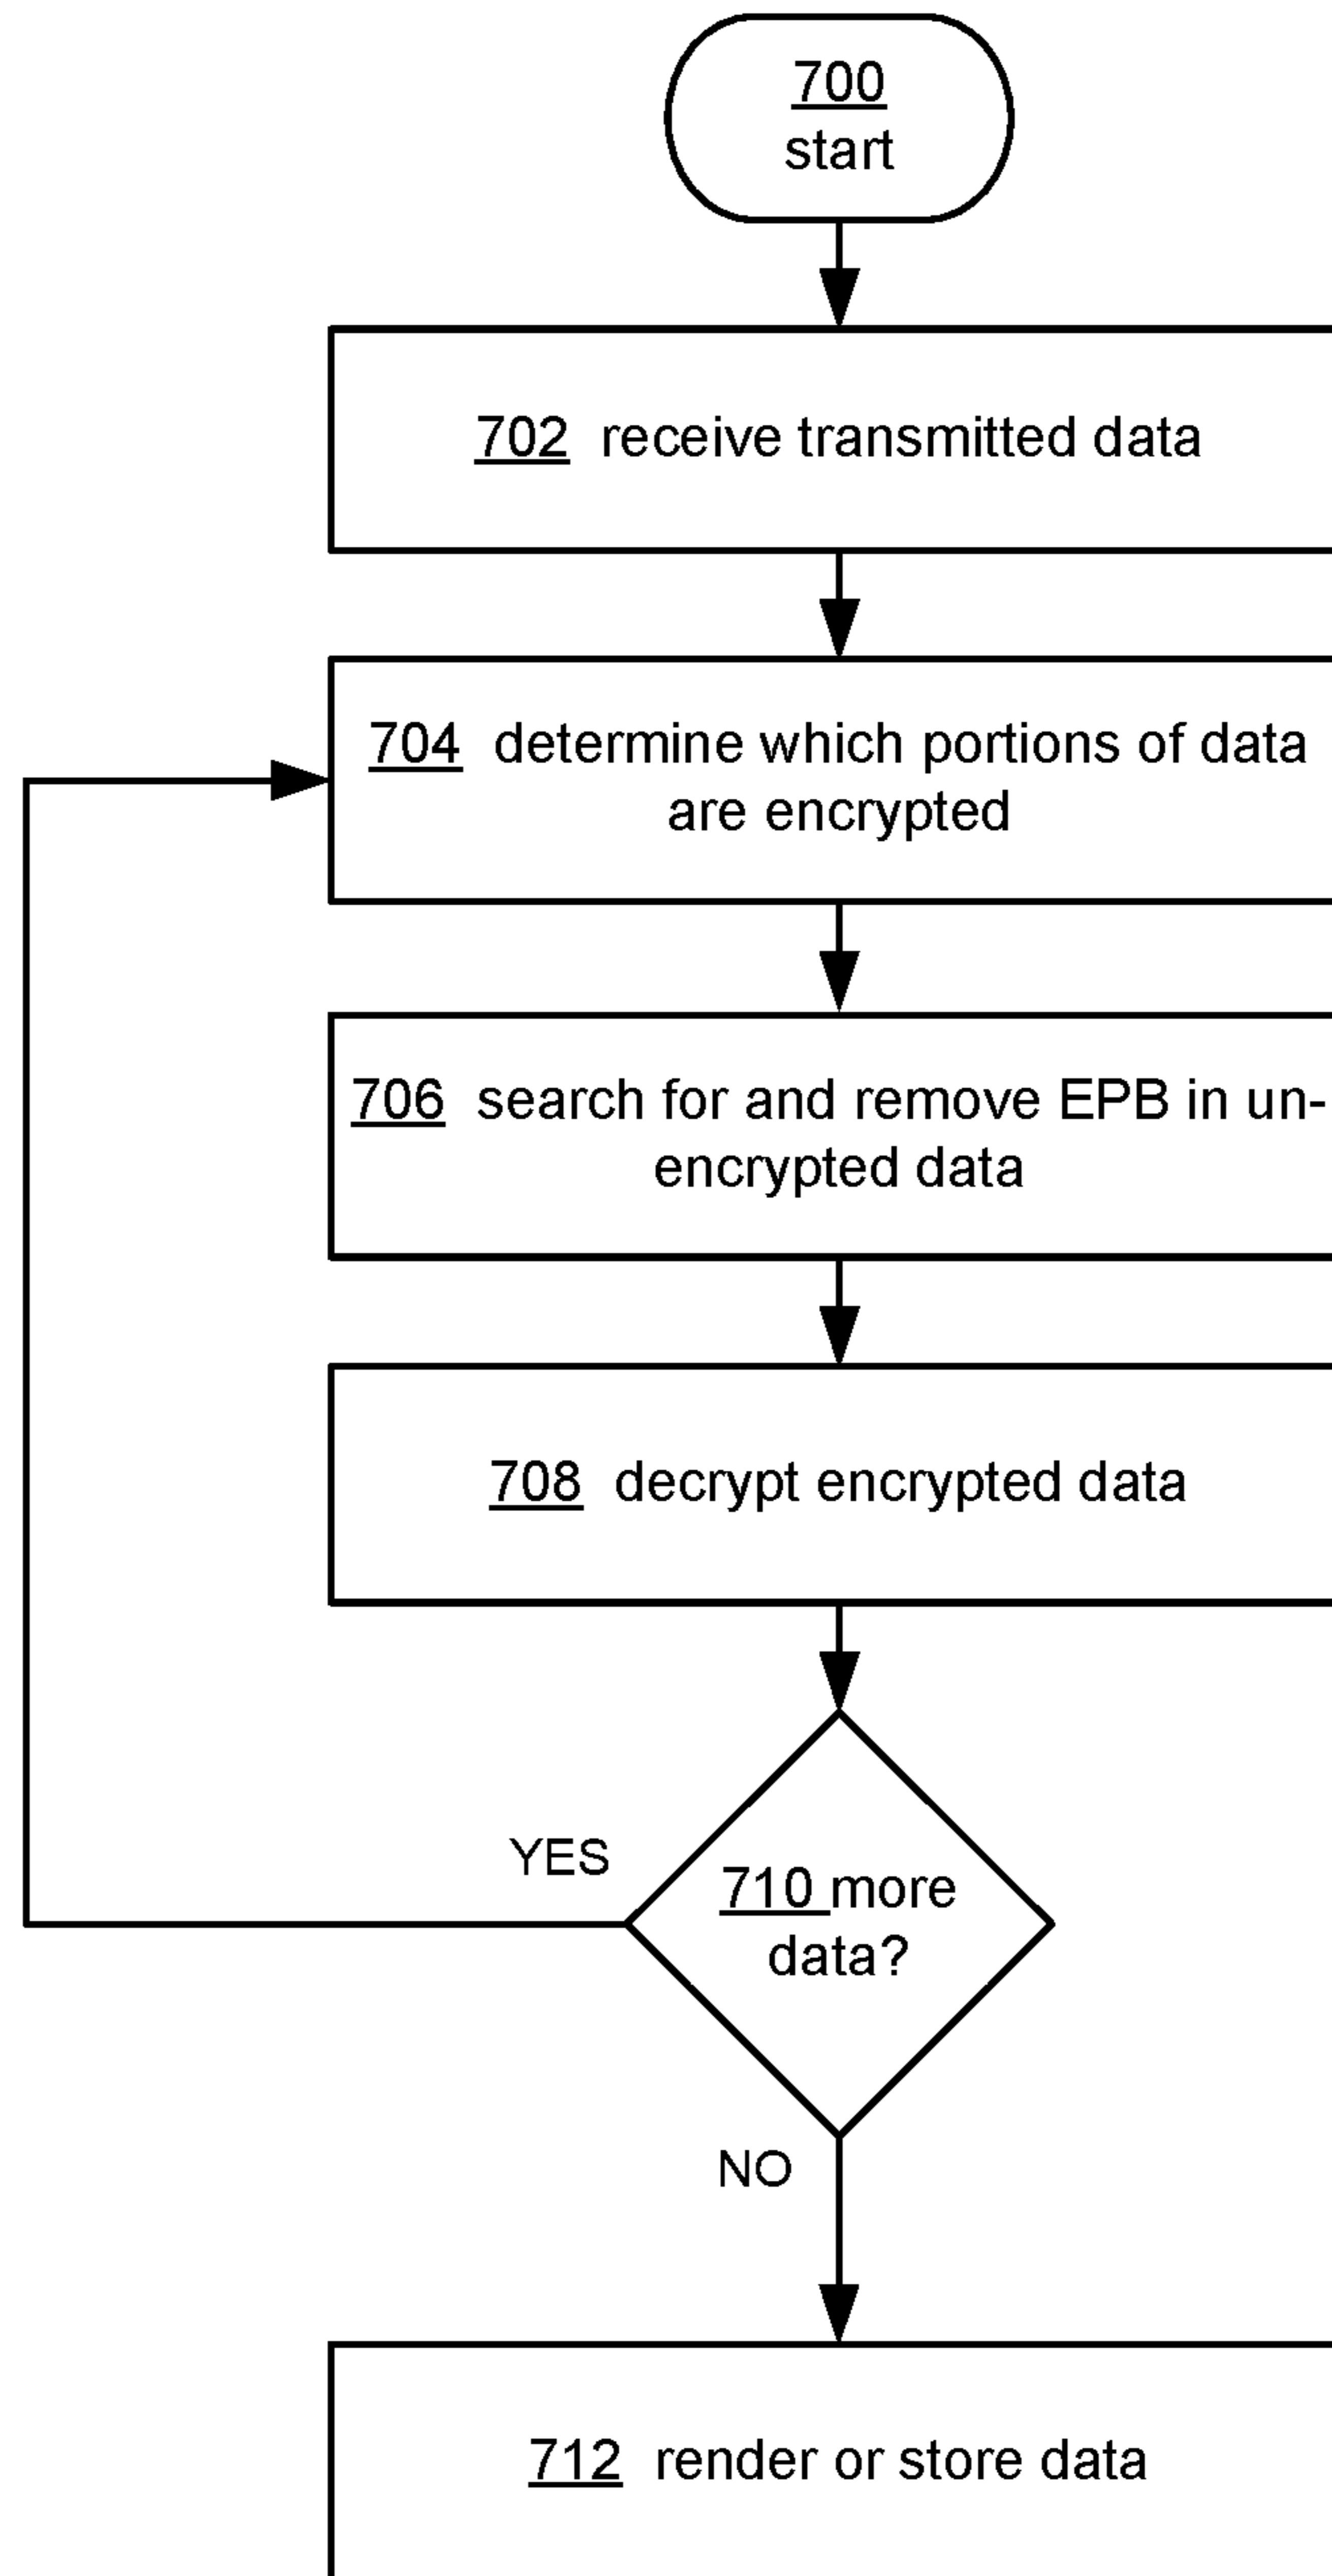 700
start
702 receive transmitted data
704 determine which portions of data
are encrypted
706 search for and remove EPB in un-
encrypted data
708 decrypt encrypted data
YES
710 more
data?
NO
712 render or store data